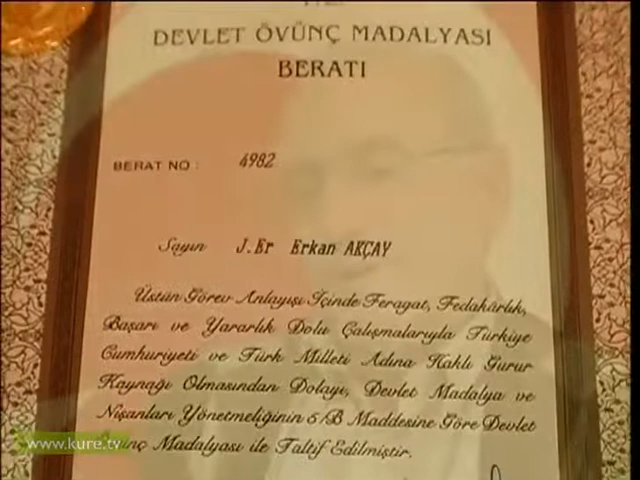 DEVLET ÖVÜNÇ MADALYASI
BERATI
BERAT NO : 4982
Sayın J.Er Erkan AKÇAY
Üstün Görev Anlayışı İçinde Feragat, Fedakârlık,
Başarı ve Yararlık Dolu Çalışmalarıyla Türkiye
Cumhuriyeti ve Türk Milleti Adına Haklı Gurur
Kaynağı Olmasından Dolayı, Devlet Madalya ve
Nişanları Yönetmeliğinin 5/B Maddesine Göre Devlet
Madalyası ile Taltif Edilmiştir.
www.kure.tv